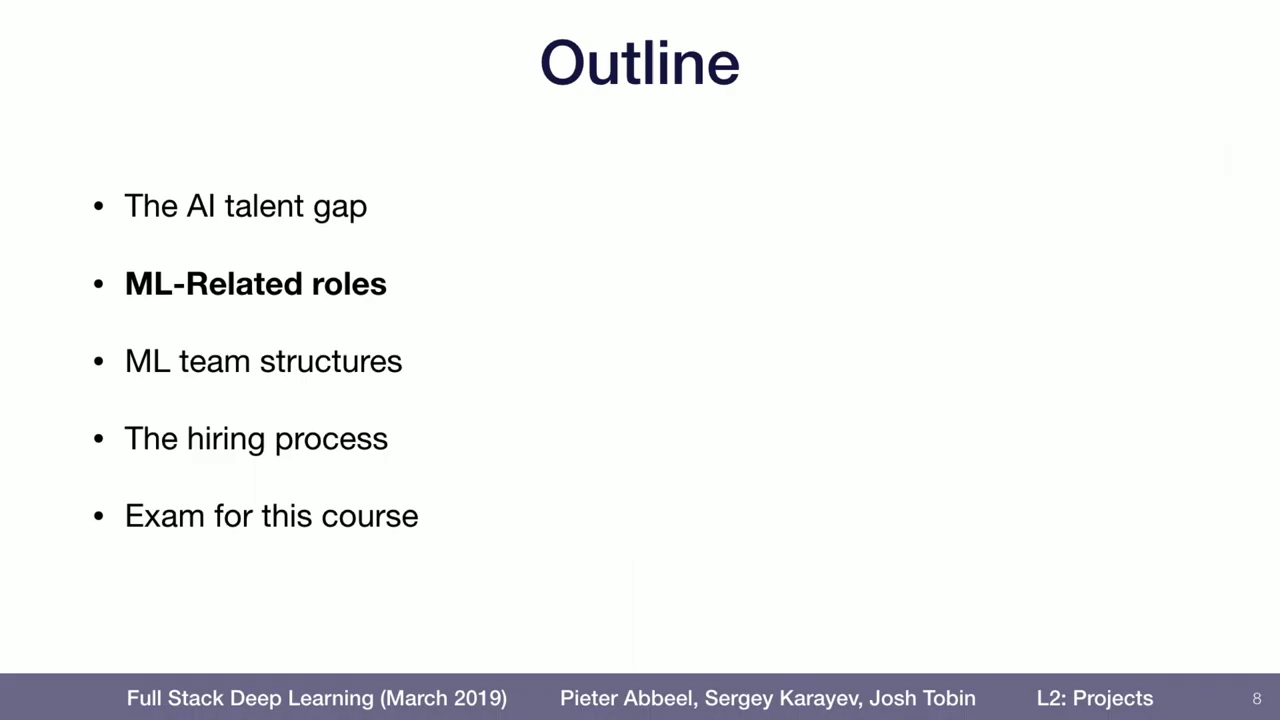 Outline
• The AI talent gap
• ML-Related roles
• ML team structures
• The hiring process
• Exam for this course
Full Stack Deep Learning (March 2019) Pieter Abbeel, Sergey Karayev, Josh Tobin L2: Projects 8